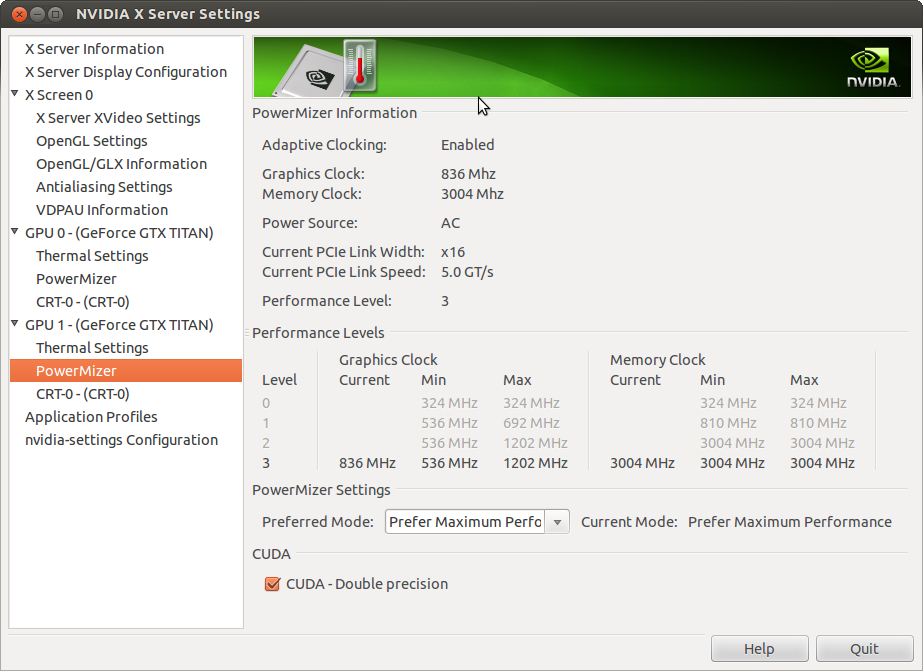 NVIDIA X Server Settings
X Server Information
X Server Display Configuration
X Screen 0
X Server XVideo Settings
OpenGL Settings
OpenGL/GLX Information
Antialiasing Settings
VDPAU Information
GPU 0 - (GeForce GTX TITAN)
Thermal Settings
PowerMizer
CRT-0 - (CRT-0)
GPU 1 - (GeForce GTX TITAN)
Thermal Settings
PowerMizer
CRT-0 - (CRT-0)
Application Profiles
nvidia-settings Configuration
NVIDIA.
PowerMizer Information
Adaptive Clocking: Enabled
Graphics Clock: 836 Mhz
Memory Clock: 3004 Mhz
Power Source: AC
Current PCIe Link Width: x16
Current PCIe Link Speed: 5.0 GT/s
Performance Level: 3
Performance Levels
Graphics Clock Memory Clock
Level Current Min Max Current Min Max
0 324 MHz 324 MHz 324 MHz 324 MHz
1 536 MHz 692 MHz 810 MHz 810 MHz
2 536 MHz 1202 MHz 3004 MHz 3004 MHz
3 836 MHz 536 MHz 1202 MHz 3004 MHz 3004 MHz 3004 MHz
PowerMizer Settings
Preferred Mode: Prefer Maximum Perfo Current Mode: Prefer Maximum Performance
CUDA
CUDA - Double precision
Help Quit